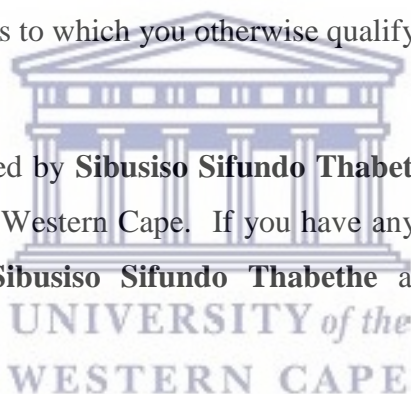 s to which you otherwise qualify
ed by Sibusiso Sifundo Thabet
Western Cape. If you have any
Sibusiso Sifundo Thabethe a
UNIVERSITY of the
WESTERN CAPE